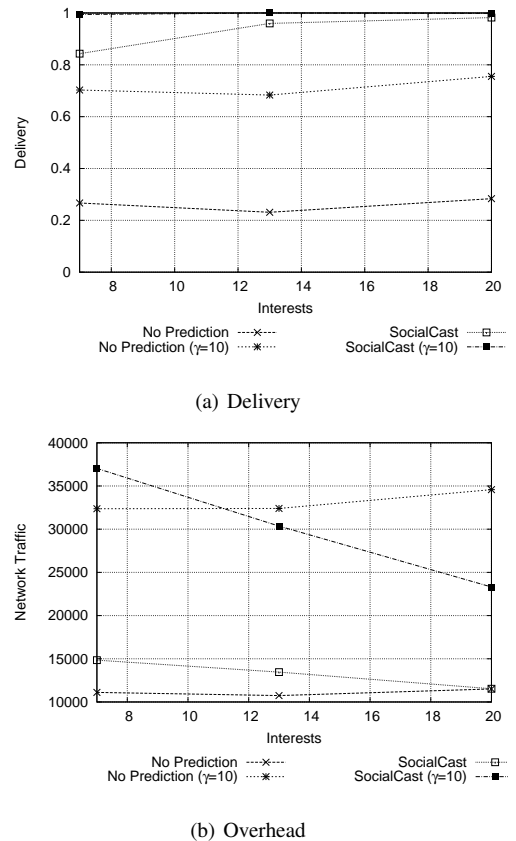 1
0.8
0.6
0.4
0.2
0
Delivery
8 10 12 14 16 18 20
Interests
No Prediction SocialCast
No Prediction (γ=10) SocialCast (γ=10)
(a) Delivery
40000
35000
30000
25000
20000
15000
10000
Network Traffic
8 10 12 14 16 18 20
Interests
No Prediction SocialCast
No Prediction (γ=10) SocialCast (γ=10)
(b) Overhead